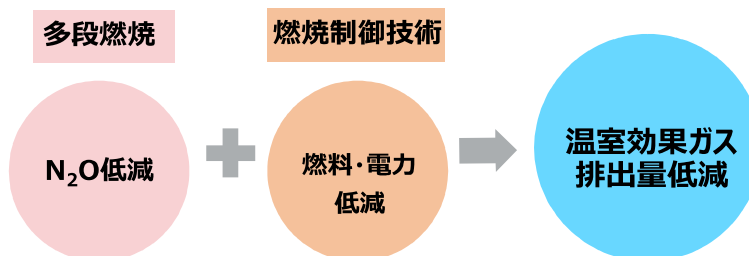 多段燃焼
燃焼制御技術
N₂O低減
燃料・電力
低減
温室効果ガス
排出量低減